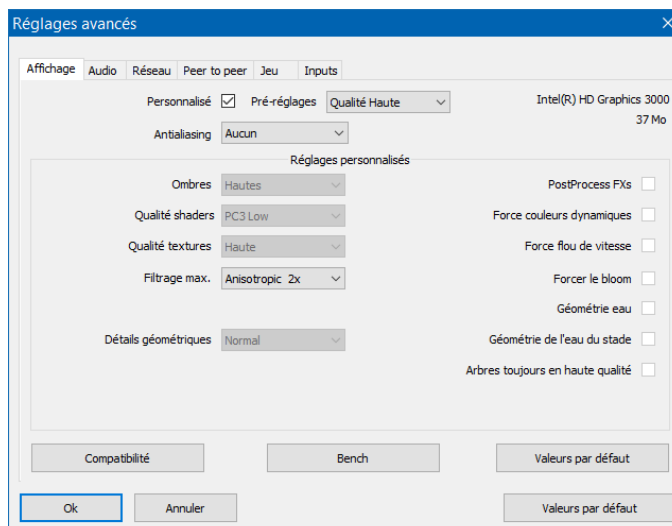 Réglages avancés
Affichage Audio Réseau Peer to peer Jeu Inputs
Personnalisé Pré-réglages Qualité Haute Intel(R) HD Graphics 3000
37 Mo
Antialiasing Aucun
Réglages personnalisés
Ombres Hautes PostProcess FXs
Qualité shaders PC3 Low Force couleurs dynamiques
Qualité textures Haute Force flou de vitesse
Filtrage max. Anisotropic 2x Forcer le bloom
Géométrie eau
Détails géométriques Normal Géométrie de l'eau du stade
Arbres toujours en haute qualité
Compatibilité Bench Valeurs par défaut
Ok Annuler Valeurs par défaut